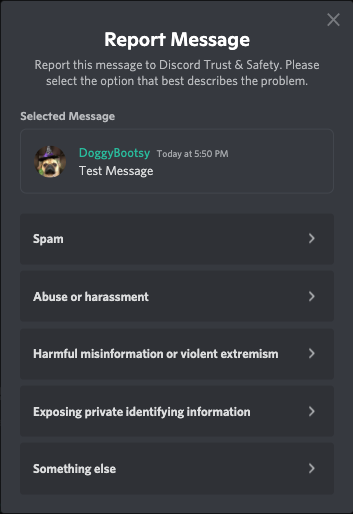 Report Message
Report this message to Discord Trust & Safety. Please
select the option that best describes the problem.
Selected Message
DoggyBootsy Today at 5:50 PM
Test Message
Spam
Abuse or harassment
Harmful misinformation or violent extremism
Exposing private identifying information
Something else